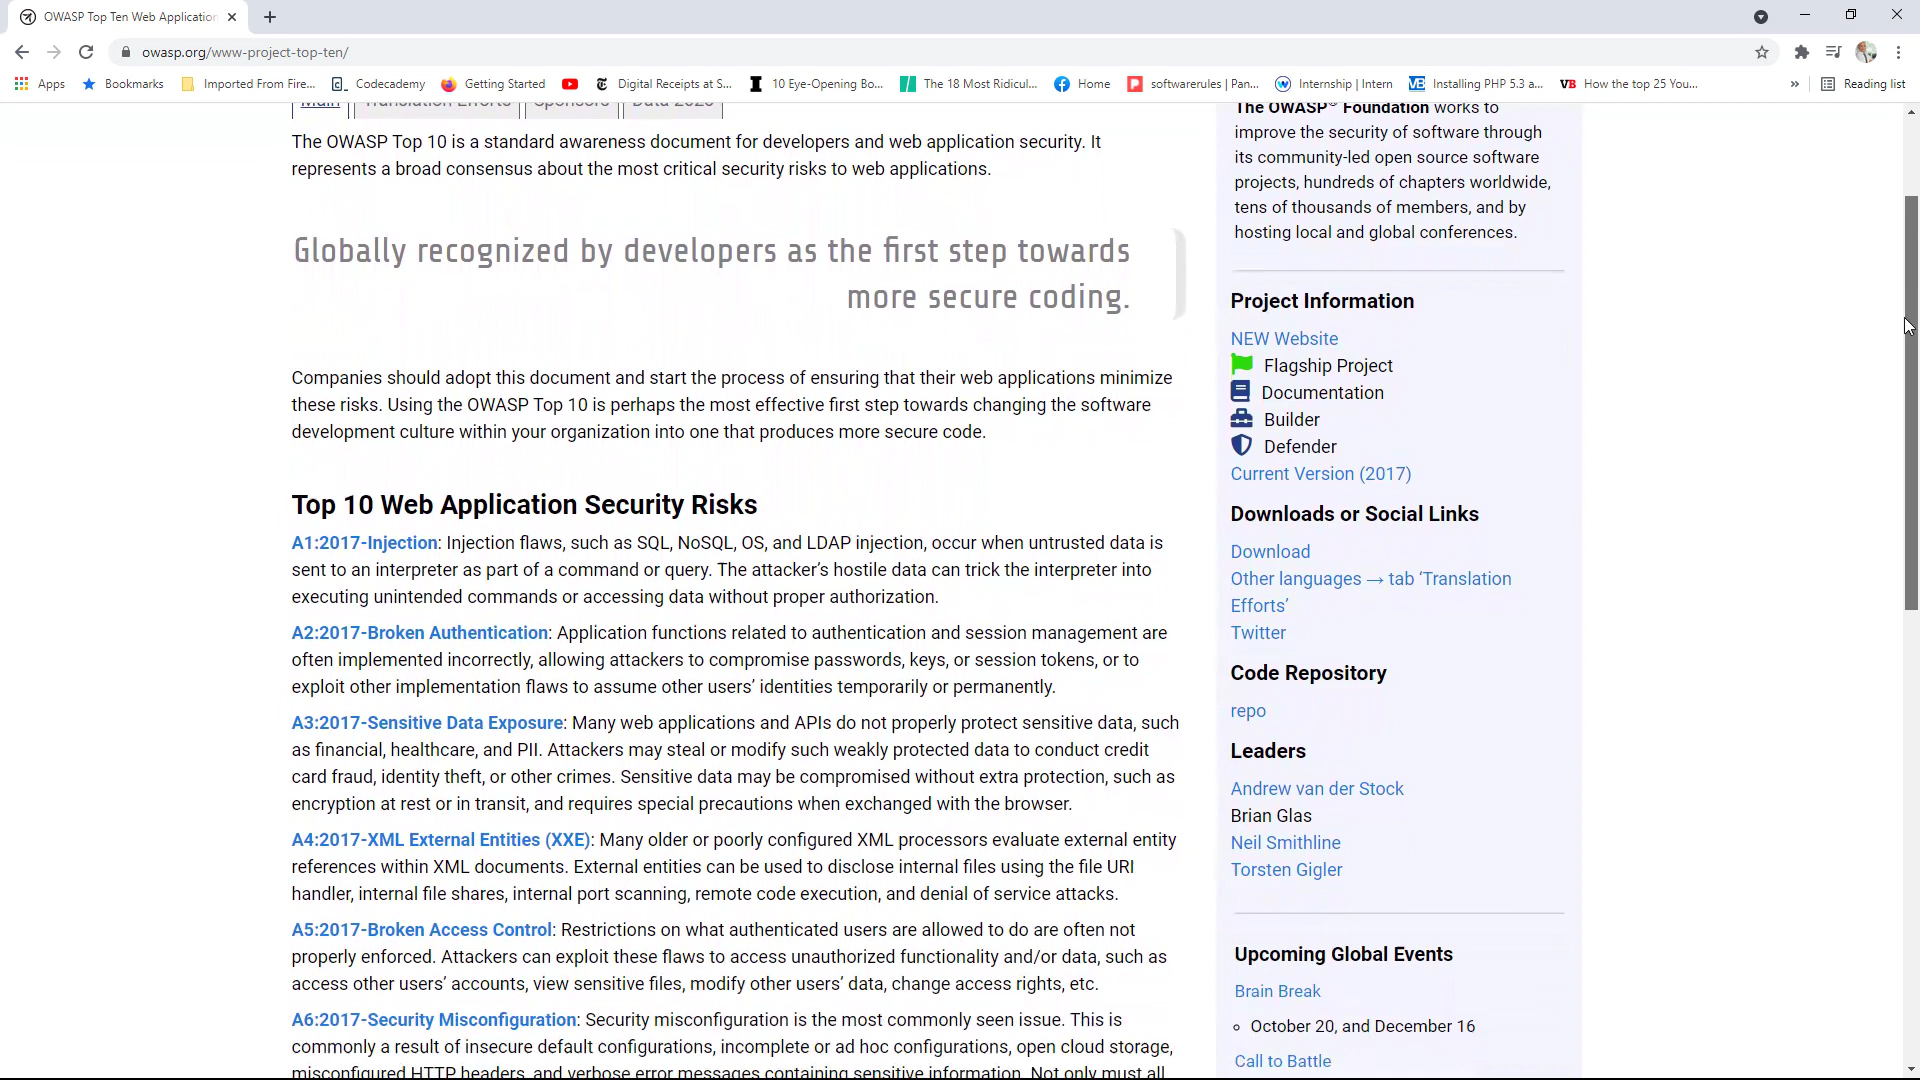 OWASP Top Ten Web Application
owasp.org/www-project-top-ten/
Apps
Bookmarks
Imported From Fire...
Codecademy
Getting Started
Digital Receipts at S...
10 Eye-Opening Bo...
The 18 Most Ridicul...
Home
softwarerules | Pan...
Internship | Intern
Installing PHP 5.3 a...
How the top 25 You...
»
Reading list
Main
Translation Efforts
Sponsors
Data 2020
The OWASP Top 10 is a standard awareness document for developers and web application security. It
represents a broad consensus about the most critical security risks to web applications.
Globally recognized by developers as the first step towards
more secure coding.
Companies should adopt this document and start the process of ensuring that their web applications minimize
these risks. Using the OWASP Top 10 is perhaps the most effective first step towards changing the software
development culture within your organization into one that produces more secure code.
Top 10 Web Application Security Risks
A1:2017-Injection: Injection flaws, such as SQL, NoSQL, OS, and LDAP injection, occur when untrusted data is
sent to an interpreter as part of a command or query. The attacker’s hostile data can trick the interpreter into
executing unintended commands or accessing data without proper authorization.
A2:2017-Broken Authentication: Application functions related to authentication and session management are
often implemented incorrectly, allowing attackers to compromise passwords, keys, or session tokens, or to
exploit other implementation flaws to assume other users’ identities temporarily or permanently.
A3:2017-Sensitive Data Exposure: Many web applications and APIs do not properly protect sensitive data, such
as financial, healthcare, and PII. Attackers may steal or modify such weakly protected data to conduct credit
card fraud, identity theft, or other crimes. Sensitive data may be compromised without extra protection, such as
encryption at rest or in transit, and requires special precautions when exchanged with the browser.
A4:2017-XML External Entities (XXE): Many older or poorly configured XML processors evaluate external entity
references within XML documents. External entities can be used to disclose internal files using the file URI
handler, internal file shares, internal port scanning, remote code execution, and denial of service attacks.
A5:2017-Broken Access Control: Restrictions on what authenticated users are allowed to do are often not
properly enforced. Attackers can exploit these flaws to access unauthorized functionality and/or data, such as
access other users’ accounts, view sensitive files, modify other users’ data, change access rights, etc.
A6:2017-Security Misconfiguration: Security misconfiguration is the most commonly seen issue. This is
commonly a result of insecure default configurations, incomplete or ad hoc configurations, open cloud storage,
misconfigured HTTP headers, and verbose error messages containing sensitive information. Not only must all
The OWASP® Foundation works to
improve the security of software through
its community-led open source software
projects, hundreds of chapters worldwide,
tens of thousands of members, and by
hosting local and global conferences.
Project Information
NEW Website
Flagship Project
Documentation
Builder
Defender
Current Version (2017)
Downloads or Social Links
Download
Other languages → tab ‘Translation
Efforts’
Twitter
Code Repository
repo
Leaders
Andrew van der Stock
Brian Glas
Neil Smithline
Torsten Gigler
Upcoming Global Events
Brain Break
October 20, and December 16
Call to Battle